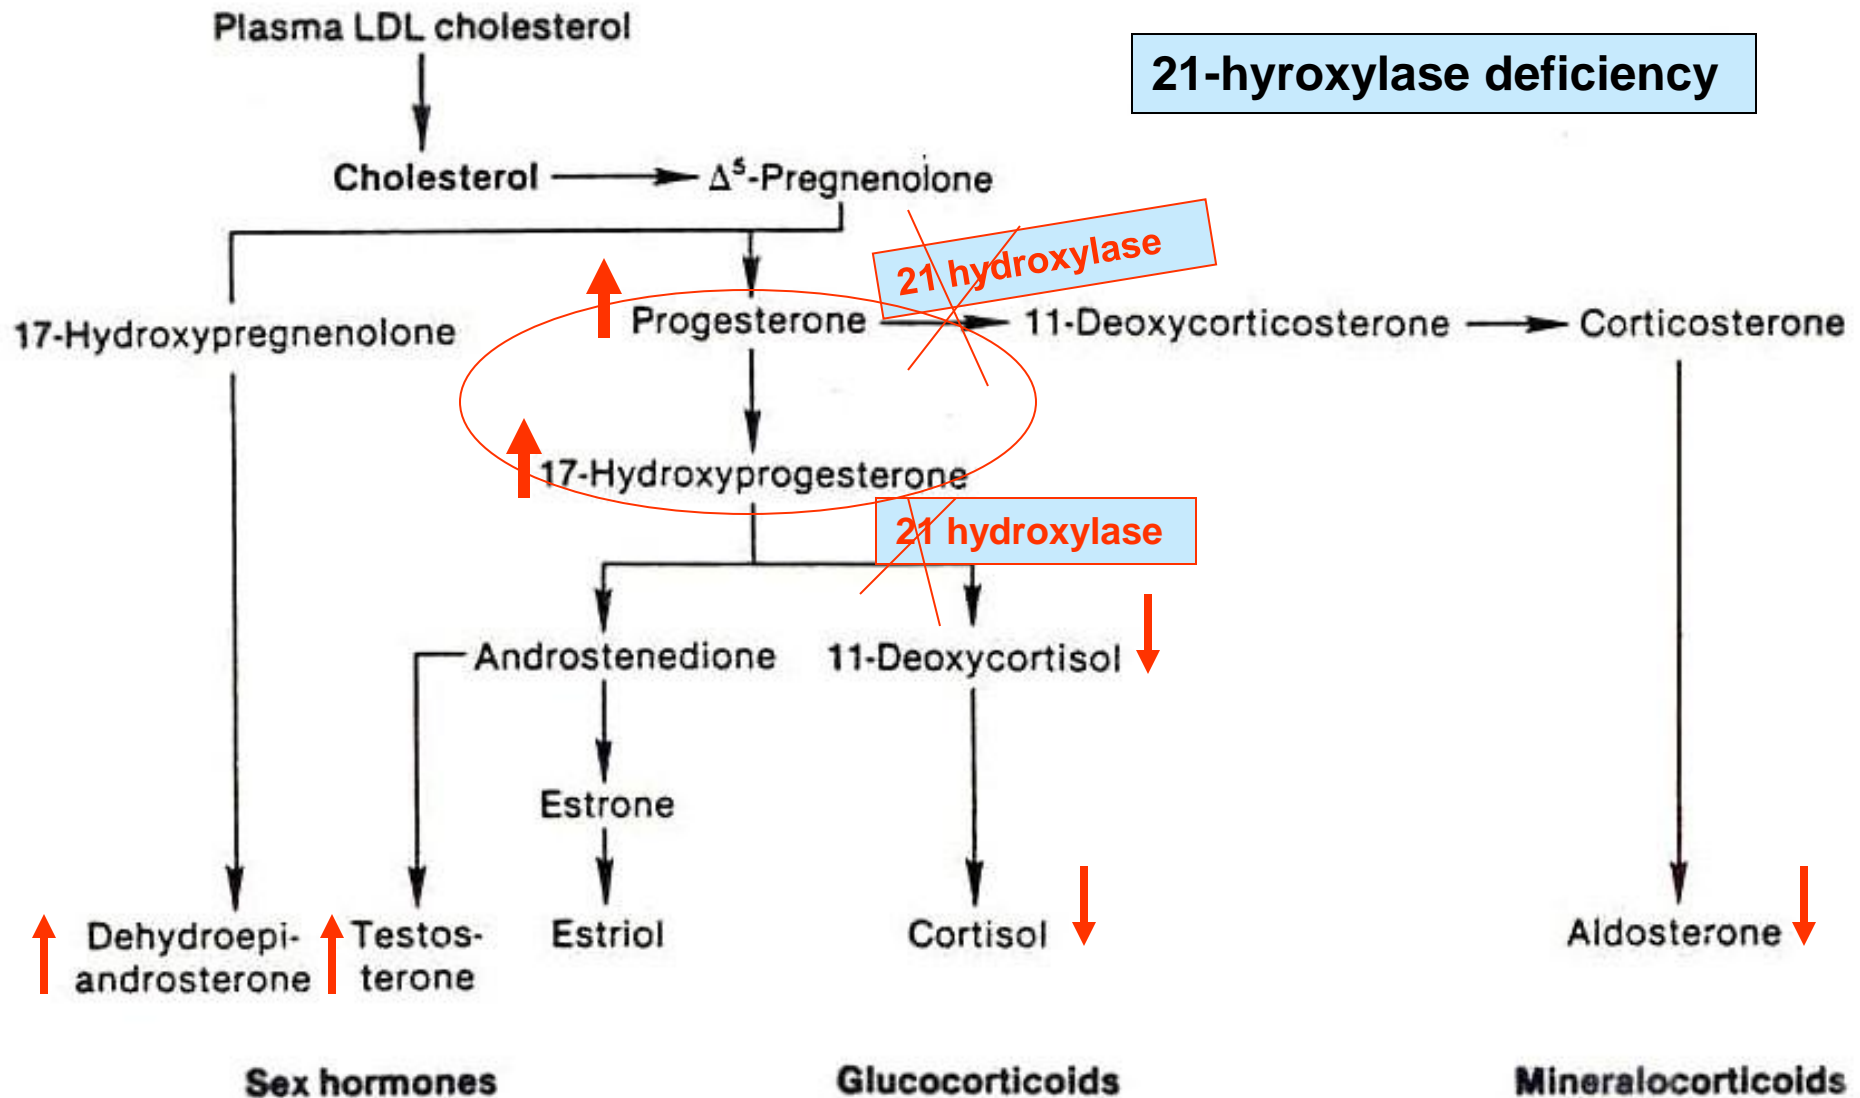 Plasma LDL cholesterol
21-hyroxylase deficiency
Cholesterol
Δ⁵-Pregnenolone
21 hydroxylase
17-Hydroxypregnenolone
Progesterone
11-Deoxycorticosterone
Corticosterone
17-Hydroxyprogesterone
21 hydroxylase
Androstenedione
11-Deoxycortisol
Estrone
Dehydroepi-
androsterone
Testos-
terone
Estriol
Cortisol
Aldosterone
Sex hormones
Glucocorticoids
Mineralocorticoids